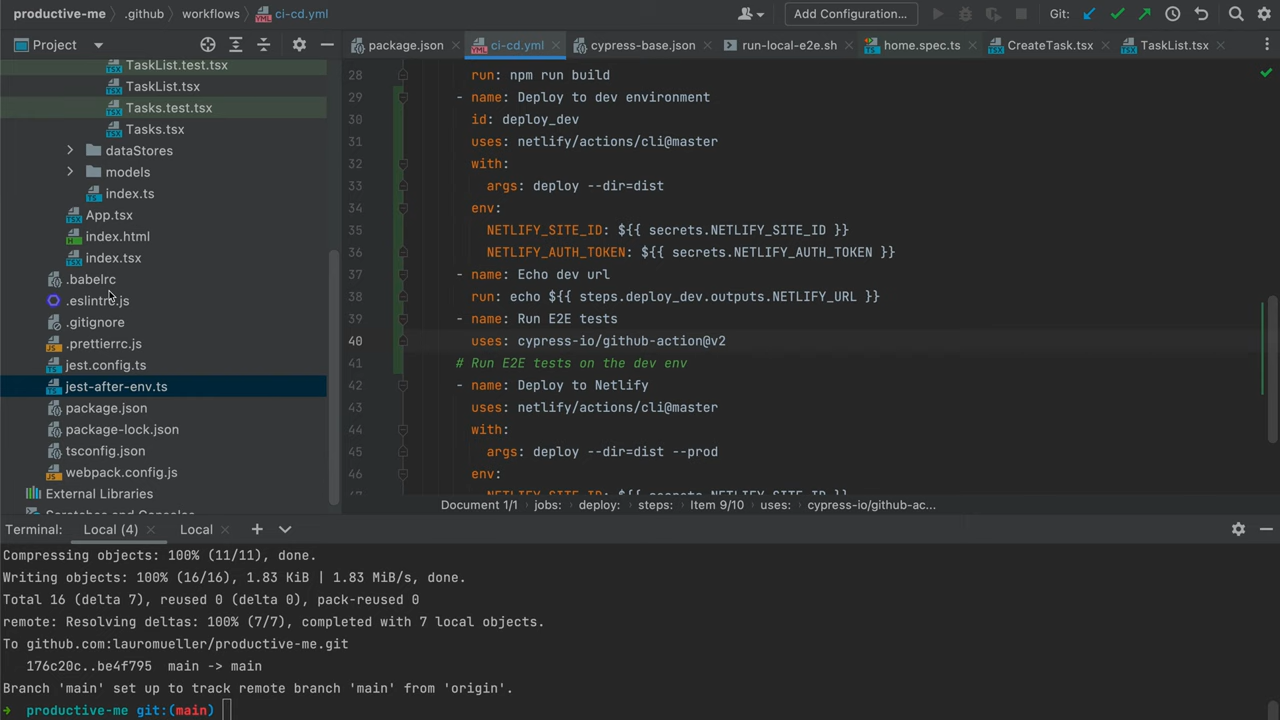 productive-me
.github
workflows
ci-cd.yml
Add Configuration...
Git:
Project
package.json
ci-cd.yml
cypress-base.json
run-local-e2e.sh
home.spec.ts
CreateTask.tsx
TaskList.tsx
TaskList.test.tsx
TaskList.tsx
Tasks.test.tsx
Tasks.tsx
dataStores
models
index.ts
App.tsx
index.html
index.tsx
.babelrc
.eslintrc.js
.gitignore
.prettierrc.js
jest.config.ts
jest-after-env.ts
package.json
package-lock.json
tsconfig.json
webpack.config.js
External Libraries
Scratches and Consoles
28 run: npm run build
29 - name: Deploy to dev environment
30 id: deploy_dev
31 uses: netlify/actions/cli@master
32 with:
33 args: deploy --dir=dist
34 env:
35 NETLIFY_SITE_ID: ${{ secrets.NETLIFY_SITE_ID }}
36 NETLIFY_AUTH_TOKEN: ${{ secrets.NETLIFY_AUTH_TOKEN }}
37 - name: Echo dev url
38 run: echo ${{ steps.deploy_dev.outputs.NETLIFY_URL }}
39 - name: Run E2E tests
40 uses: cypress-io/github-action@v2
41 # Run E2E tests on the dev env
42 - name: Deploy to Netlify
43 uses: netlify/actions/cli@master
44 with:
45 args: deploy --dir=dist --prod
46 env:
47 NETLIFY_SITE_ID: ${{ secrets.NETLIFY_SITE_ID }}
Document 1/1 jobs: deploy: steps: Item 9/10 uses: cypress-io/github-ac...
Terminal: Local (4) Local
Compressing objects: 100% (11/11), done.
Writing objects: 100% (16/16), 1.83 KiB | 1.83 MiB/s, done.
Total 16 (delta 7), reused 0 (delta 0), pack-reused 0
remote: Resolving deltas: 100% (7/7), completed with 7 local objects.
To github.com:lauromueller/productive-me.git
176c20c..be4f795 main -> main
Branch 'main' set up to track remote branch 'main' from 'origin'.
productive-me git:(main)